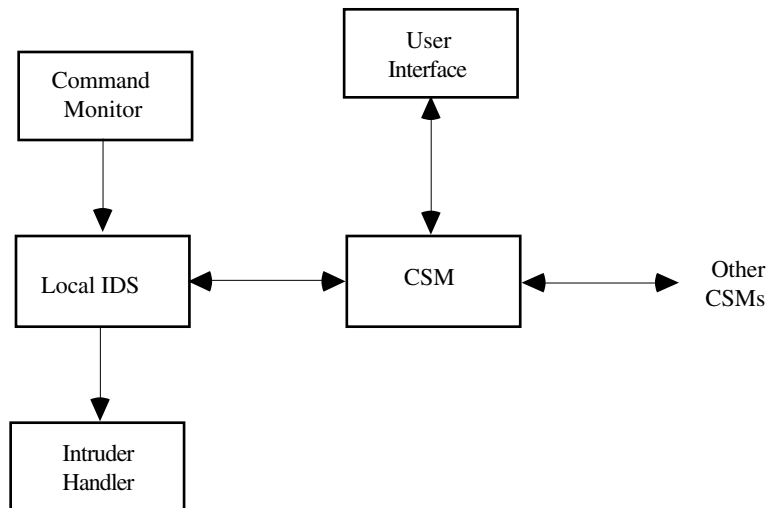 User
Interface
Command
Monitor
Local IDS
CSM
Other
CSMs
Intruder
Handler